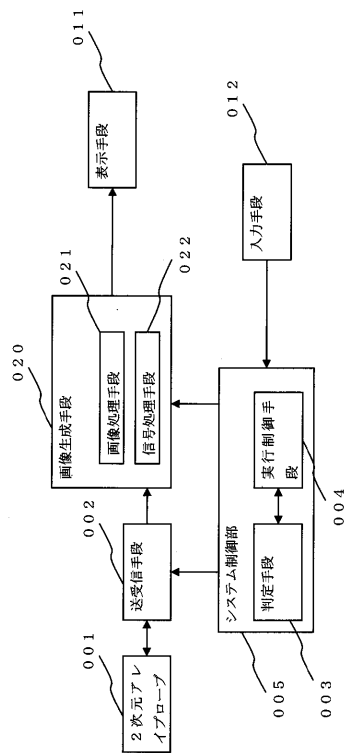 001
2次元アレ
イプローブ
002
送受信手段
020
画像生成手段
021
画像処理手段
信号処理手段
022
表示手段
011
システム制御部
判定手段
実行制御手
段
005
003
004
入力手段
012